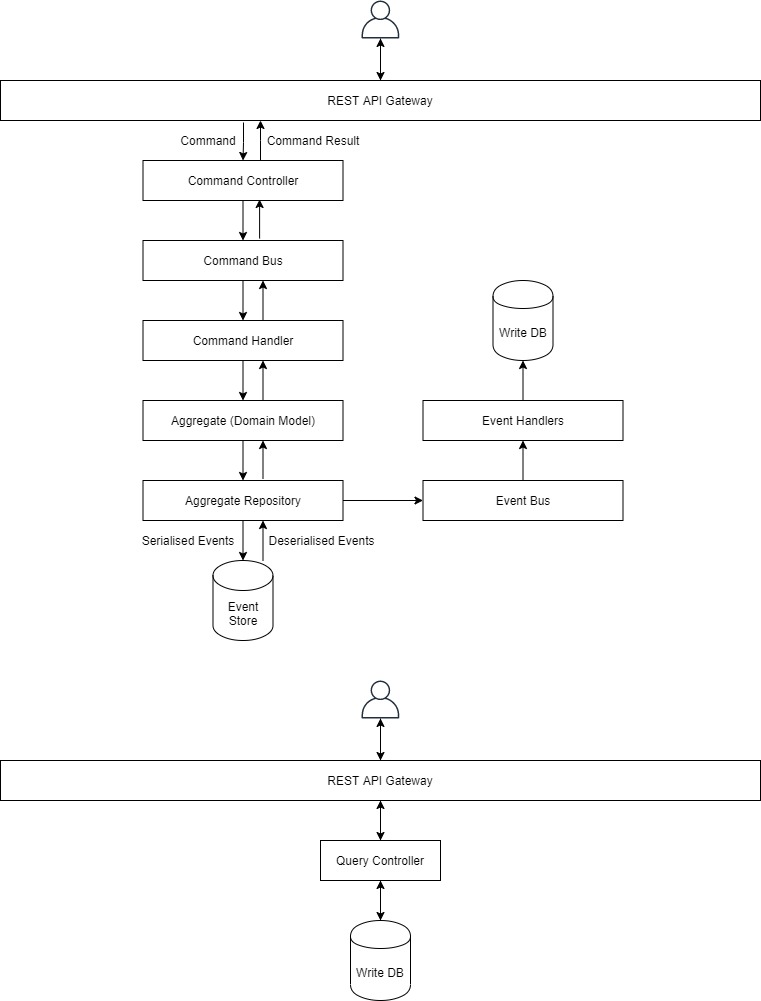 REST API Gateway
Command
Command Result
Command Controller
Command Bus
Write DB
Command Handler
Aggregate (Domain Model)
Event Handlers
Aggregate Repository
Event Bus
Serialised Events
Deserialised Events
Event
Store
REST API Gateway
Query Controller
Write DB